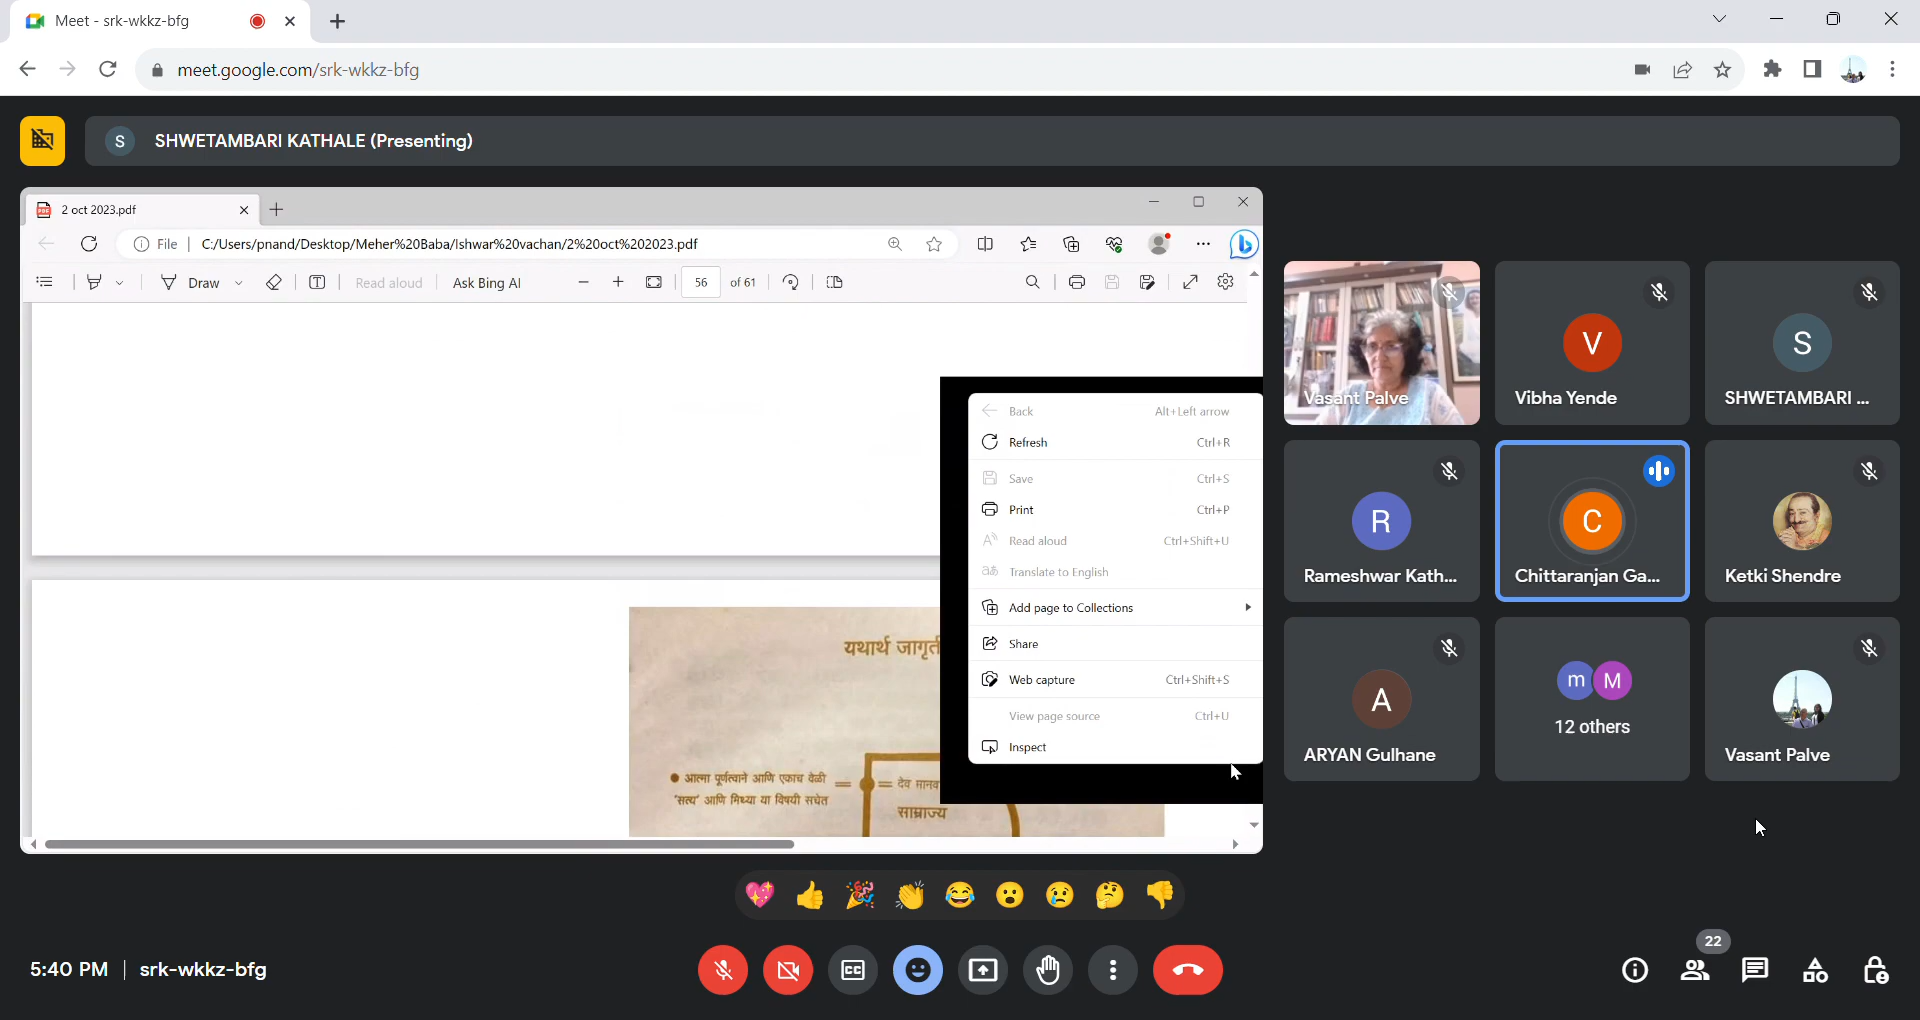 Meet - srk-wkkz-bfg
meet.google.com/srk-wkkz-bfg
S SHWETAMBARI KATHALE (Presenting)
2 oct 2023.pdf
File C:/Users/pnand/Desktop/Meher%20Baba/Ishwar%20vachan/2%20oct%202023.pdf
Draw Read aloud Ask Bing AI 56 of 61
Back Alt+Left arrow
Refresh Ctrl+R
Save Ctrl+S
Print Ctrl+P
Read aloud Ctrl+Shift+U
Translate to English
Add page to Collections
Share
Web capture Ctrl+Shift+S
View page source Ctrl+U
Inspect
यथार्थ जागृती
आत्मा पूर्णत्वाने आणि एकाच वेळी = = देव मानव
'सत्य' आणि मिथ्या या विषयी सचेत
साम्राज्य
Vasant Palve
V
Vibha Yende
S
SHWETAMBARI ...
R
Rameshwar Kath...
C
Chittaranjan Ga...
Ketki Shendre
A
ARYAN Gulhane
m M
12 others
Vasant Palve
5:40 PM | srk-wkkz-bfg
CC
22